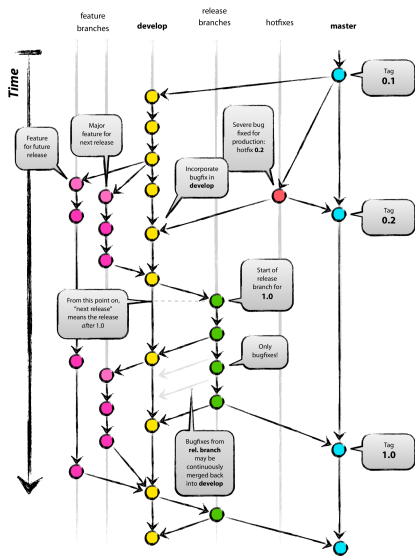 feature
branches
develop
release
branches
hotfixes
master
Time
Tag
0.1
Feature
for future
release
Major
feature for
next release
Severe bug
fixed for
production:
hotfix 0.2
Incorporate
bugfix in
develop
Tag
0.2
Start of
release
branch for
1.0
From this point on,
“next release”
means the release
after 1.0
Only
bugfixes!
Bugfixes from
rel. branch
may be
continuously
merged back
into develop
Tag
1.0